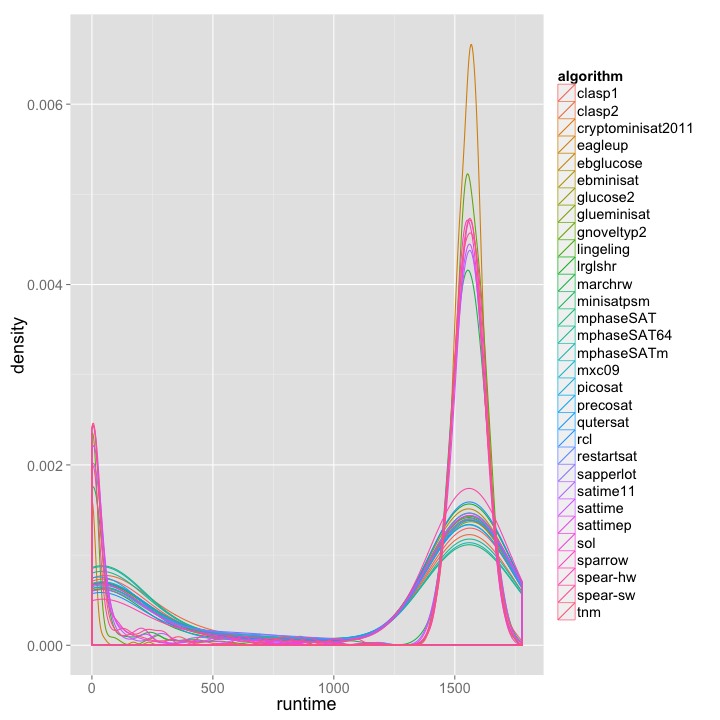 0.006
0.004
0.002
0.000
density
0
500
1000
1500
runtime
algorithm
clasp1
clasp2
cryptominisat2011
eagleup
ebglucose
ebminisat
glucose2
glueminisat
gnoveltyp2
lingeling
lrglshr
marchrw
minisatpsm
mphaseSAT
mphaseSAT64
mphaseSATm
mxc09
picosat
precosat
qutersat
rcl
restartsat
sapperlot
satime11
sattime
sattimep
sol
sparrow
spear-hw
spear-sw
tnm